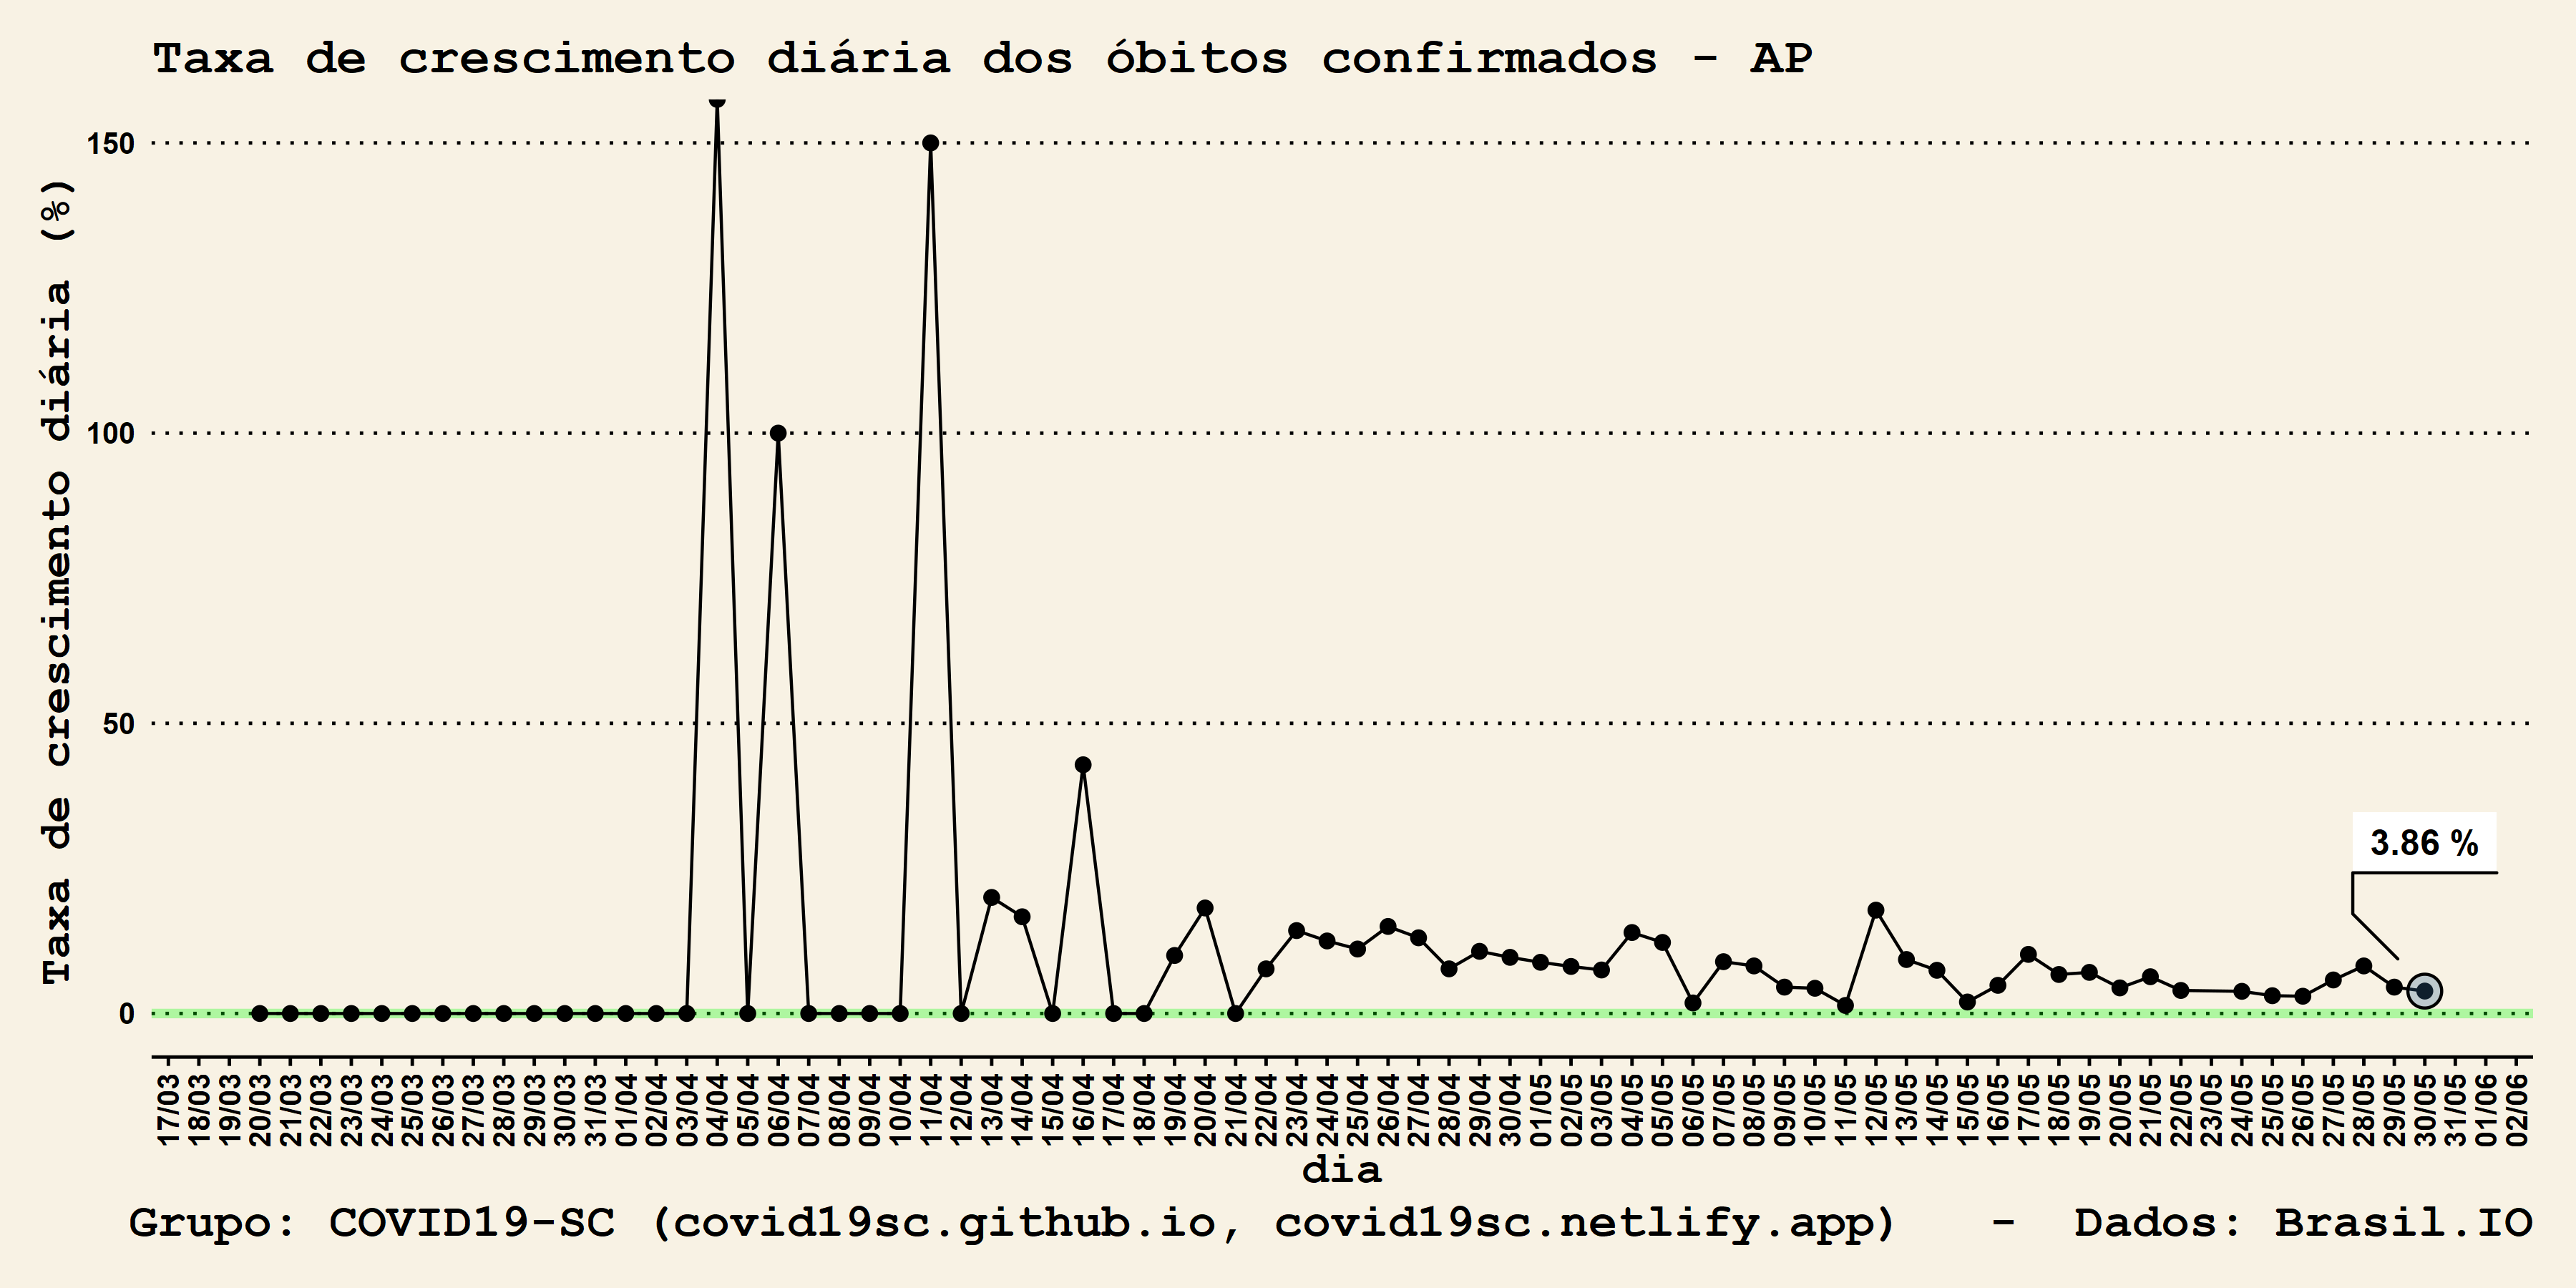 Taxa de crescimento diária dos óbitos confirmados - AP
Taxa de crescimento diária (%)
150
100
50
0
3.86 %
17/03 18/03 19/03 20/03 21/03 22/03 23/03 24/03 25/03 26/03 27/03 28/03 29/03 30/03 31/03 01/04 02/04 03/04 04/04 05/04 06/04 07/04 08/04 09/04 10/04 11/04 12/04 13/04 14/04 15/04 16/04 17/04 18/04 19/04 20/04 21/04 22/04 23/04 24/04 25/04 26/04 27/04 28/04 29/04 30/04 01/05 02/05 03/05 04/05 05/05 06/05 07/05 08/05 09/05 10/05 11/05 12/05 13/05 14/05 15/05 16/05 17/05 18/05 19/05 20/05 21/05 22/05 23/05 24/05 25/05 26/05 27/05 28/05 29/05 30/05 31/05 01/06 02/06
dia
Grupo: COVID19-SC (covid19sc.github.io, covid19sc.netlify.app) - Dados: Brasil.IO